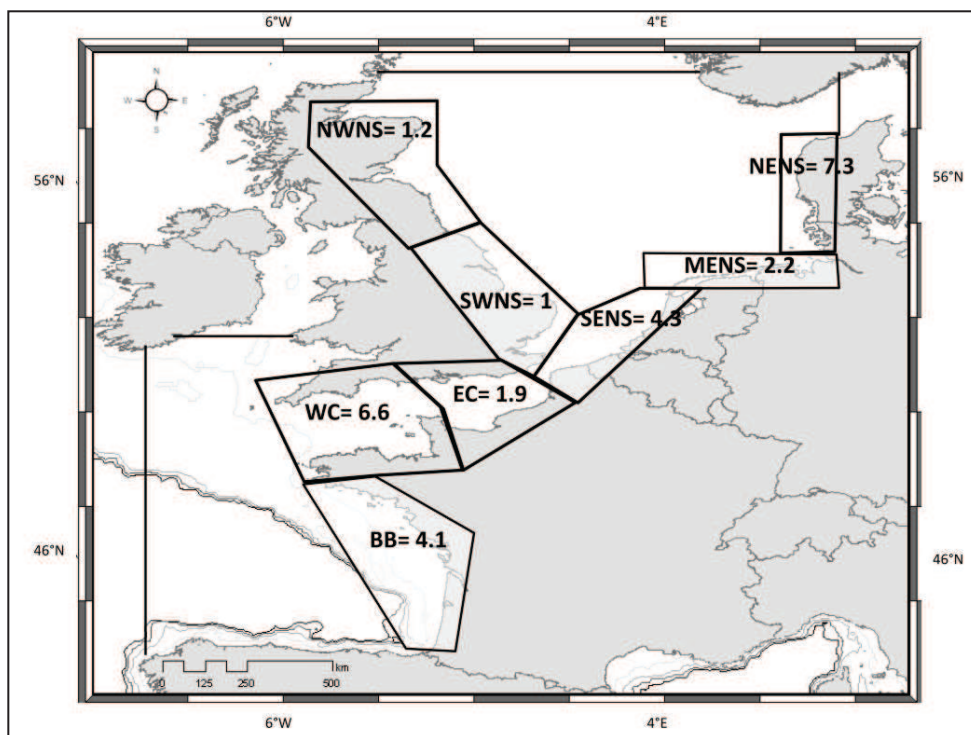 6°W 4°E
N
W E
S
NWNS= 1.2
NENS= 7.3
56°N 56°N
MENS= 2.2
SWNS= 1
SENS= 4.3
EC= 1.9
WC= 6.6
BB= 4.1
46°N 46°N
km
0 125 250 500
6°W 4°E